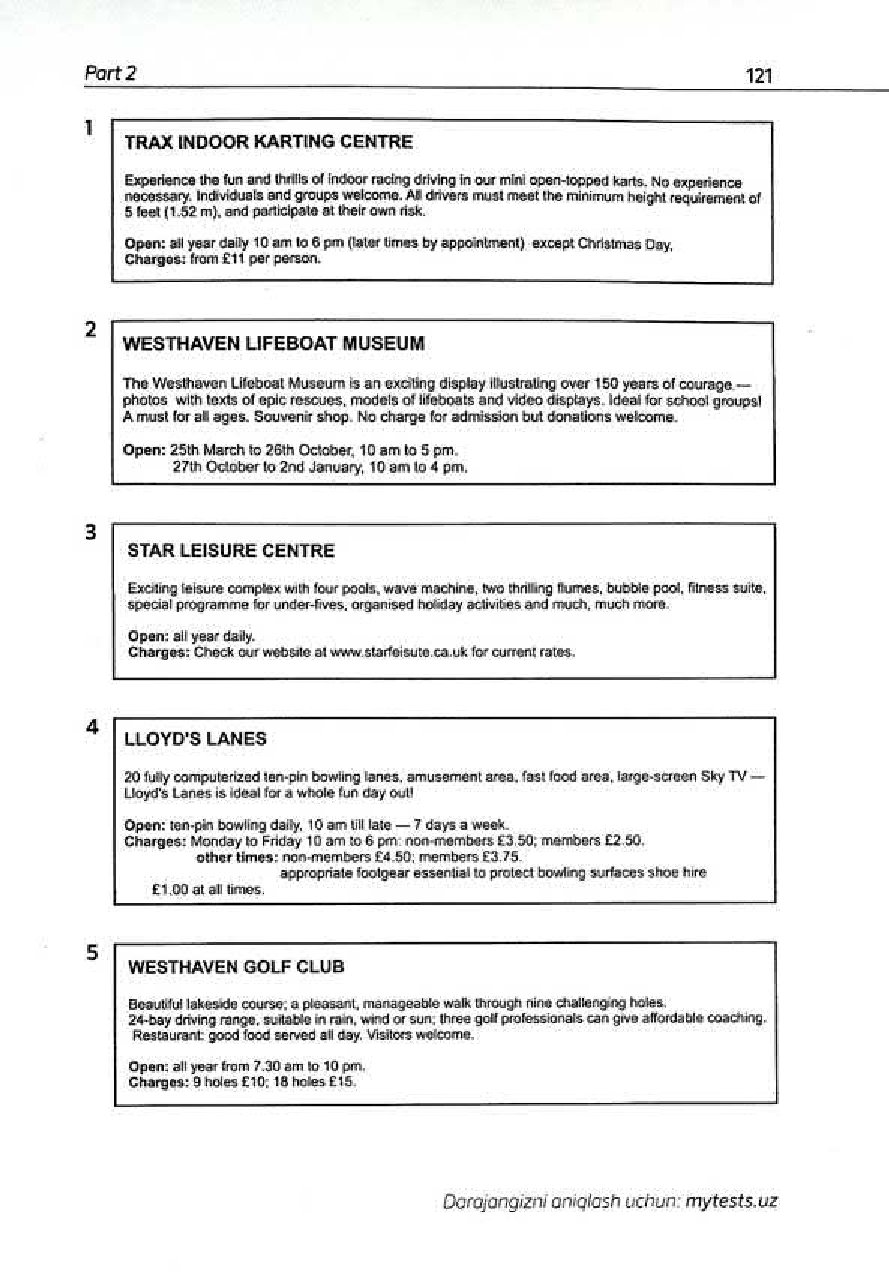 Part 2
121
1
TRAX INDOOR KARTING CENTRE
Experience the fun and thrills of indoor racing driving in our mini open-topped karts. No experience
necessary. Individuals and groups welcome. All drivers must meet the minimum height requirement of
5 feet (1.52 m), and participate at their own risk.
Open: all year daily 10 am to 6 pm (later times by appointment) except Christmas Day,
Charges: from £11 per person.
2
WESTHAVEN LIFEBOAT MUSEUM
The Westhaven Lifeboat Museum is an exciting display illustrating over 150 years of courage —
photos with texts of epic rescues, models of lifeboats and video displays. Ideal for school groups!
A must for all ages. Souvenir shop. No charge for admission but donations welcome.
Open: 25th March to 26th October, 10 am to 5 pm.
27th October to 2nd January, 10 am to 4 pm.
3
STAR LEISURE CENTRE
Exciting leisure complex with four pools, wave machine, two thrilling flumes, bubble pool, fitness suite,
special programme for under-fives, organised holiday activities and much, much more.
Open: all year daily.
Charges: Check our website at www.starfeisute.ca.uk for current rates.
4
LLOYD'S LANES
20 fully computerized ten-pin bowling lanes, amusement area, fast food area, large-screen Sky TV —
Lloyd's Lanes is ideal for a whole fun day out!
Open: ten-pin bowling daily, 10 am till late — 7 days a week.
Charges: Monday to Friday 10 am to 6 pm: non-members £3.50; members £2.50.
other times: non-members £4.50; members £3.75.
appropriate footgear essential to protect bowling surfaces shoe hire
£1.00 at all times.
5
WESTHAVEN GOLF CLUB
Beautiful lakeside course; a pleasant, manageable walk through nine challenging holes.
24-bay driving range, suitable in rain, wind or sun; three golf professionals can give affordable coaching.
Restaurant: good food served all day. Visitors welcome.
Open: all year from 7.30 am to 10 pm.
Charges: 9 holes £10; 18 holes £15.
Darajangizni aniqlash uchun: mytests.uz